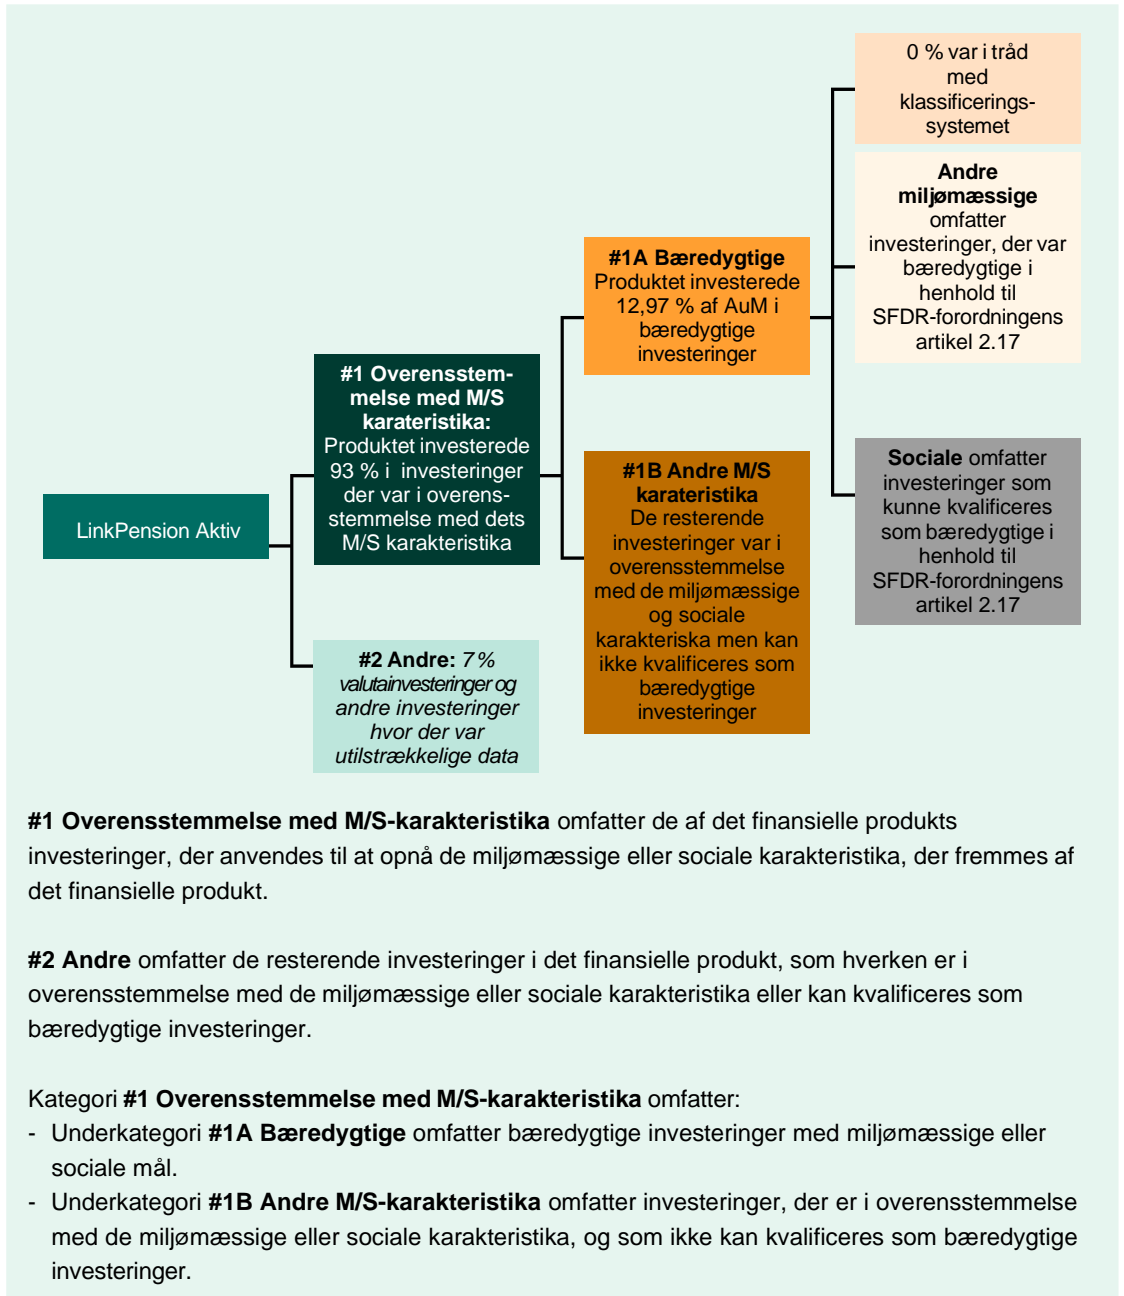 0 % var i tråd
med
klassificerings-
systemet
Andre
miljømæssige
omfatter
investeringer, der var
bæredygtige i
henhold til
SFDR-forordningens
artikel 2.17
#1A Bæredygtige
Produktet investerede
12,97 % af AuM i
bæredygtige
investeringer
#1 Overensstem-
melse med M/S
karateristika:
Produktet investerede
93 % i investeringer
der var i overens-
stemmelse med dets
M/S karakteristika
Sociale omfatter
investeringer som
kunne kvalificeres
som bæredygtige i
henhold til
SFDR-forordningens
artikel 2.17
#1B Andre M/S
karateristika
De resterende
investeringer var i
overensstemmelse
med de miljømæssige
og sociale
karakteriska men kan
ikke kvalificeres som
bæredygtige
investeringer
LinkPension Aktiv
#2 Andre: 7 %
valutainvesteringer og
andre investeringer
hvor der var
utilstrækkelige data
#1 Overensstemmelse med M/S-karakteristika omfatter de af det finansielle produkts
investeringer, der anvendes til at opnå de miljømæssige eller sociale karakteristika, der fremmes af
det finansielle produkt.
#2 Andre omfatter de resterende investeringer i det finansielle produkt, som hverken er i
overensstemmelse med de miljømæssige eller sociale karakteristika eller kan kvalificeres som
bæredygtige investeringer.
Kategori #1 Overensstemmelse med M/S-karakteristika omfatter:
- Underkategori #1A Bæredygtige omfatter bæredygtige investeringer med miljømæssige eller
sociale mål.
- Underkategori #1B Andre M/S-karakteristika omfatter investeringer, der er i overensstemmelse
med de miljømæssige eller sociale karakteristika, og som ikke kan kvalificeres som bæredygtige
investeringer.